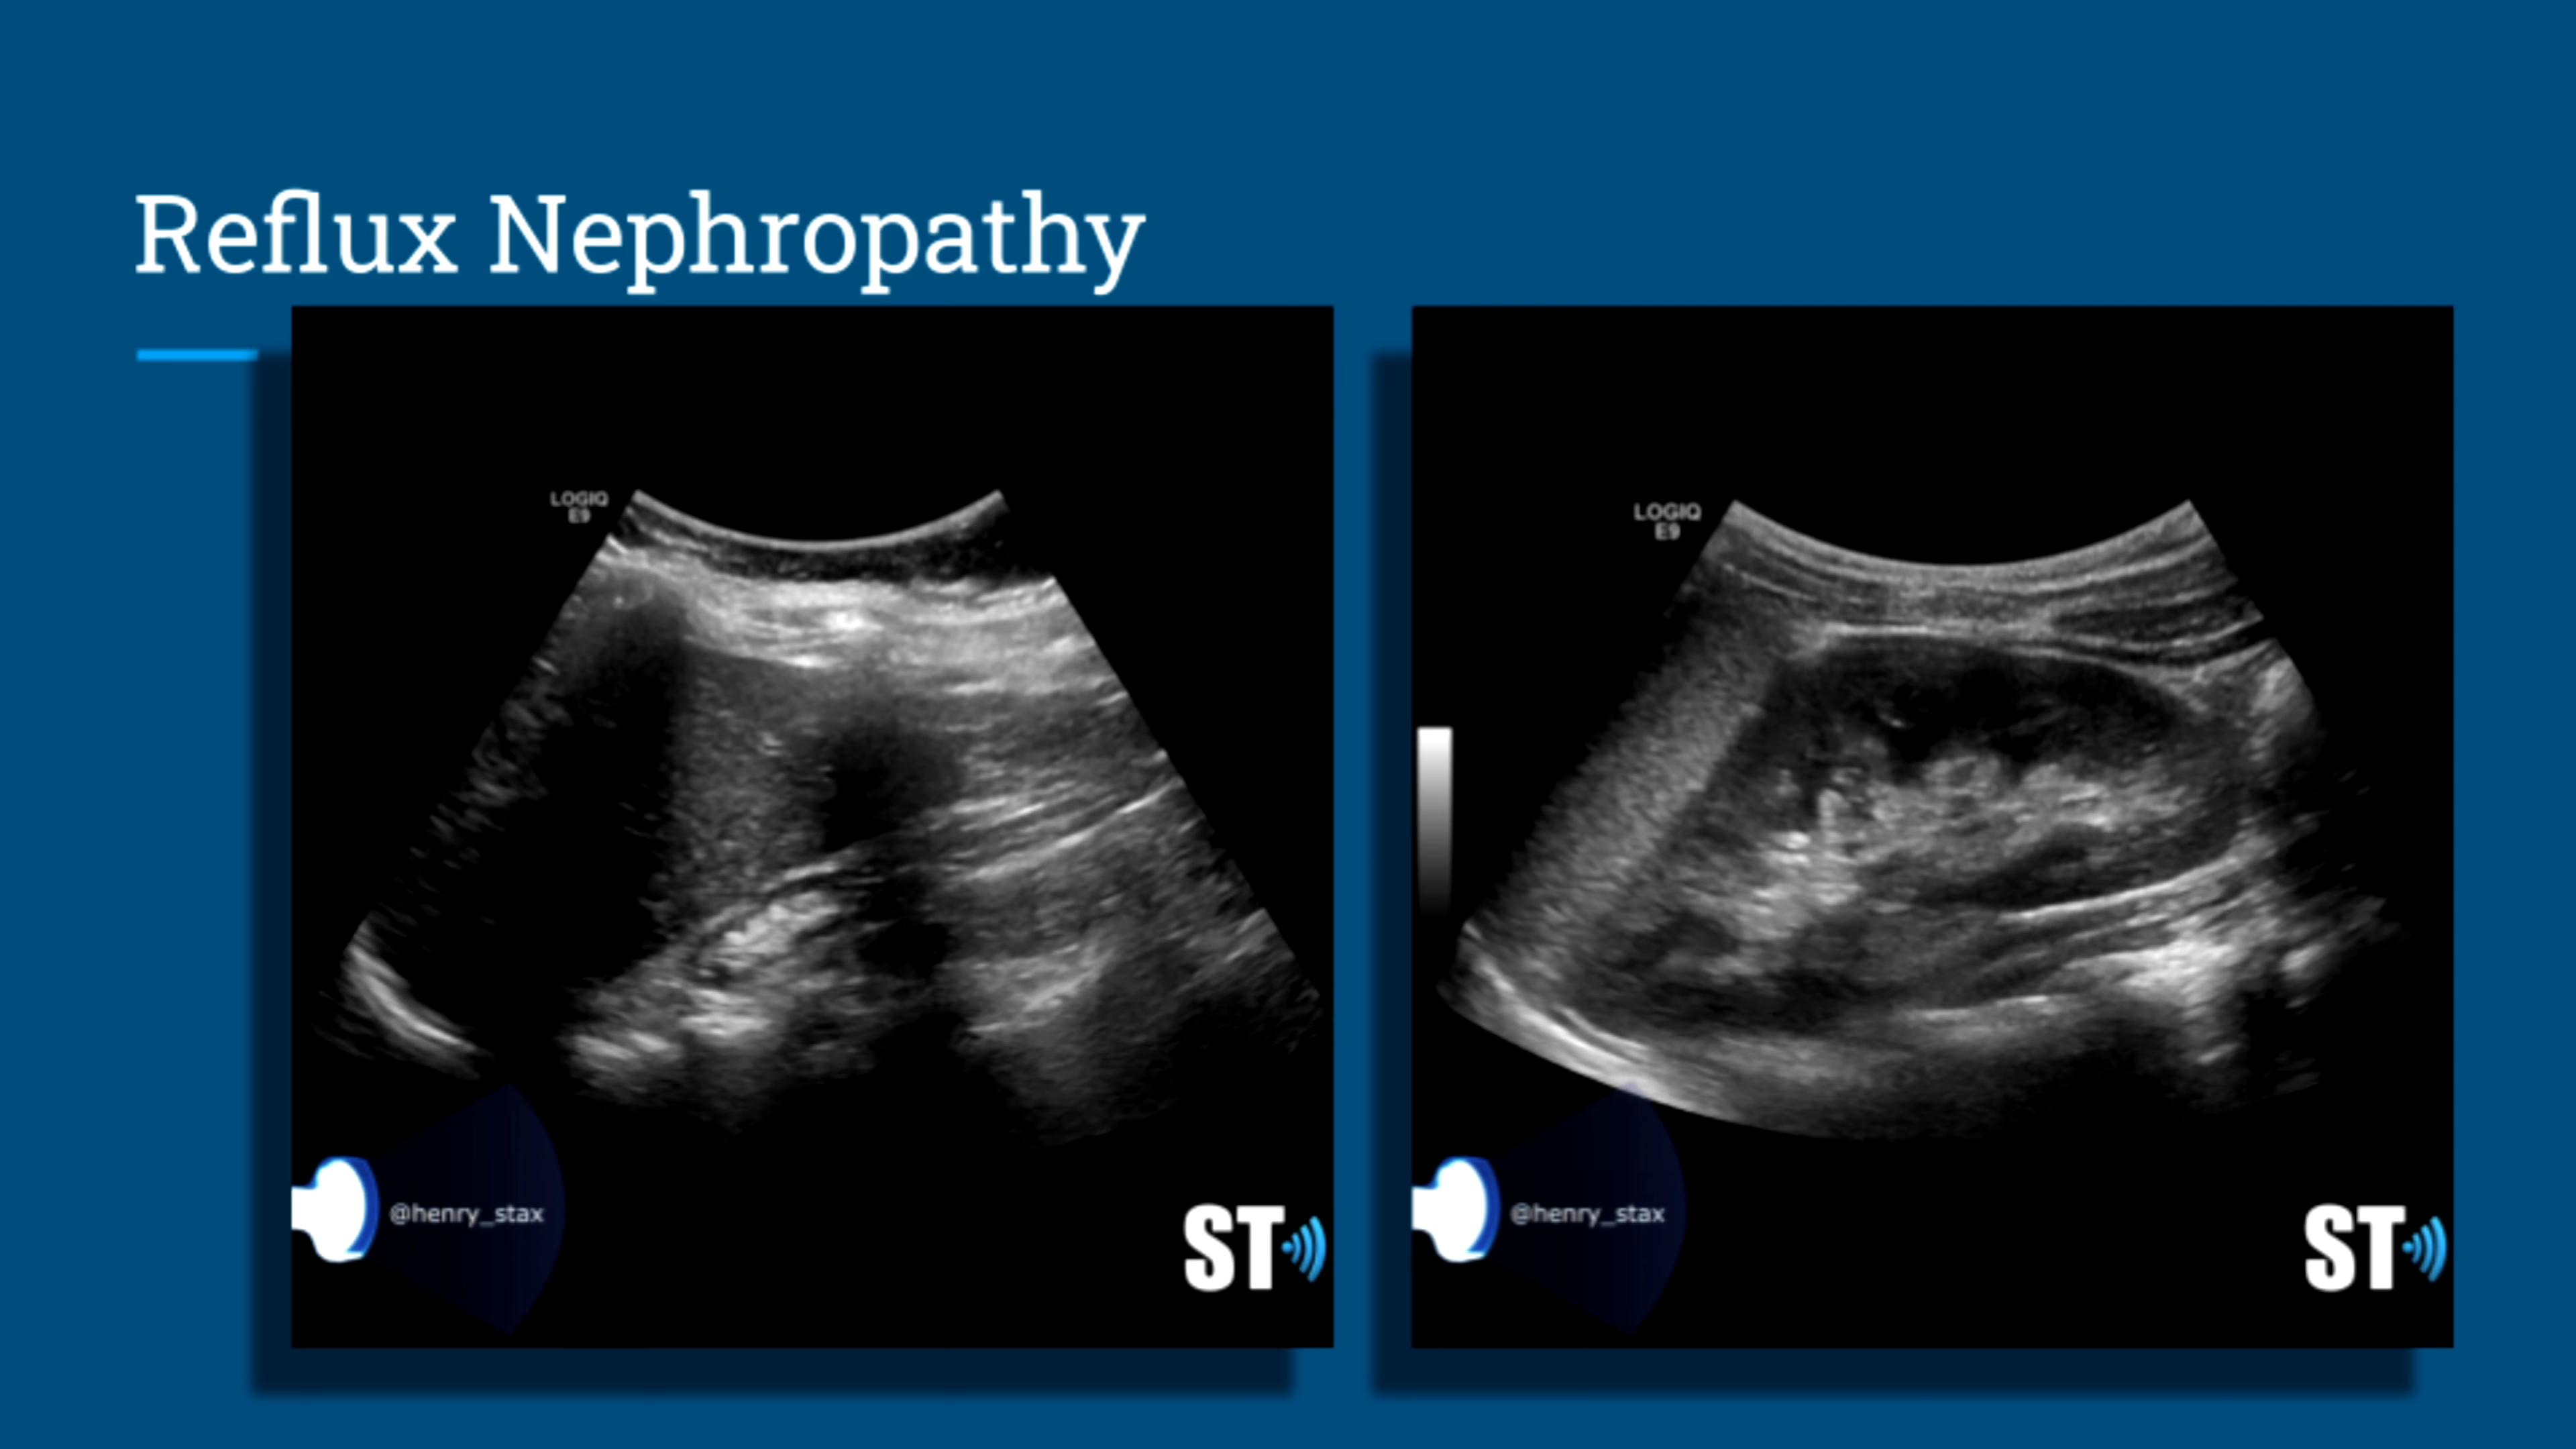 Reflux Nephropathy
LOGIQ
E9
@henry_stax
ST
LOGIQ
E9
@henry_stax
ST